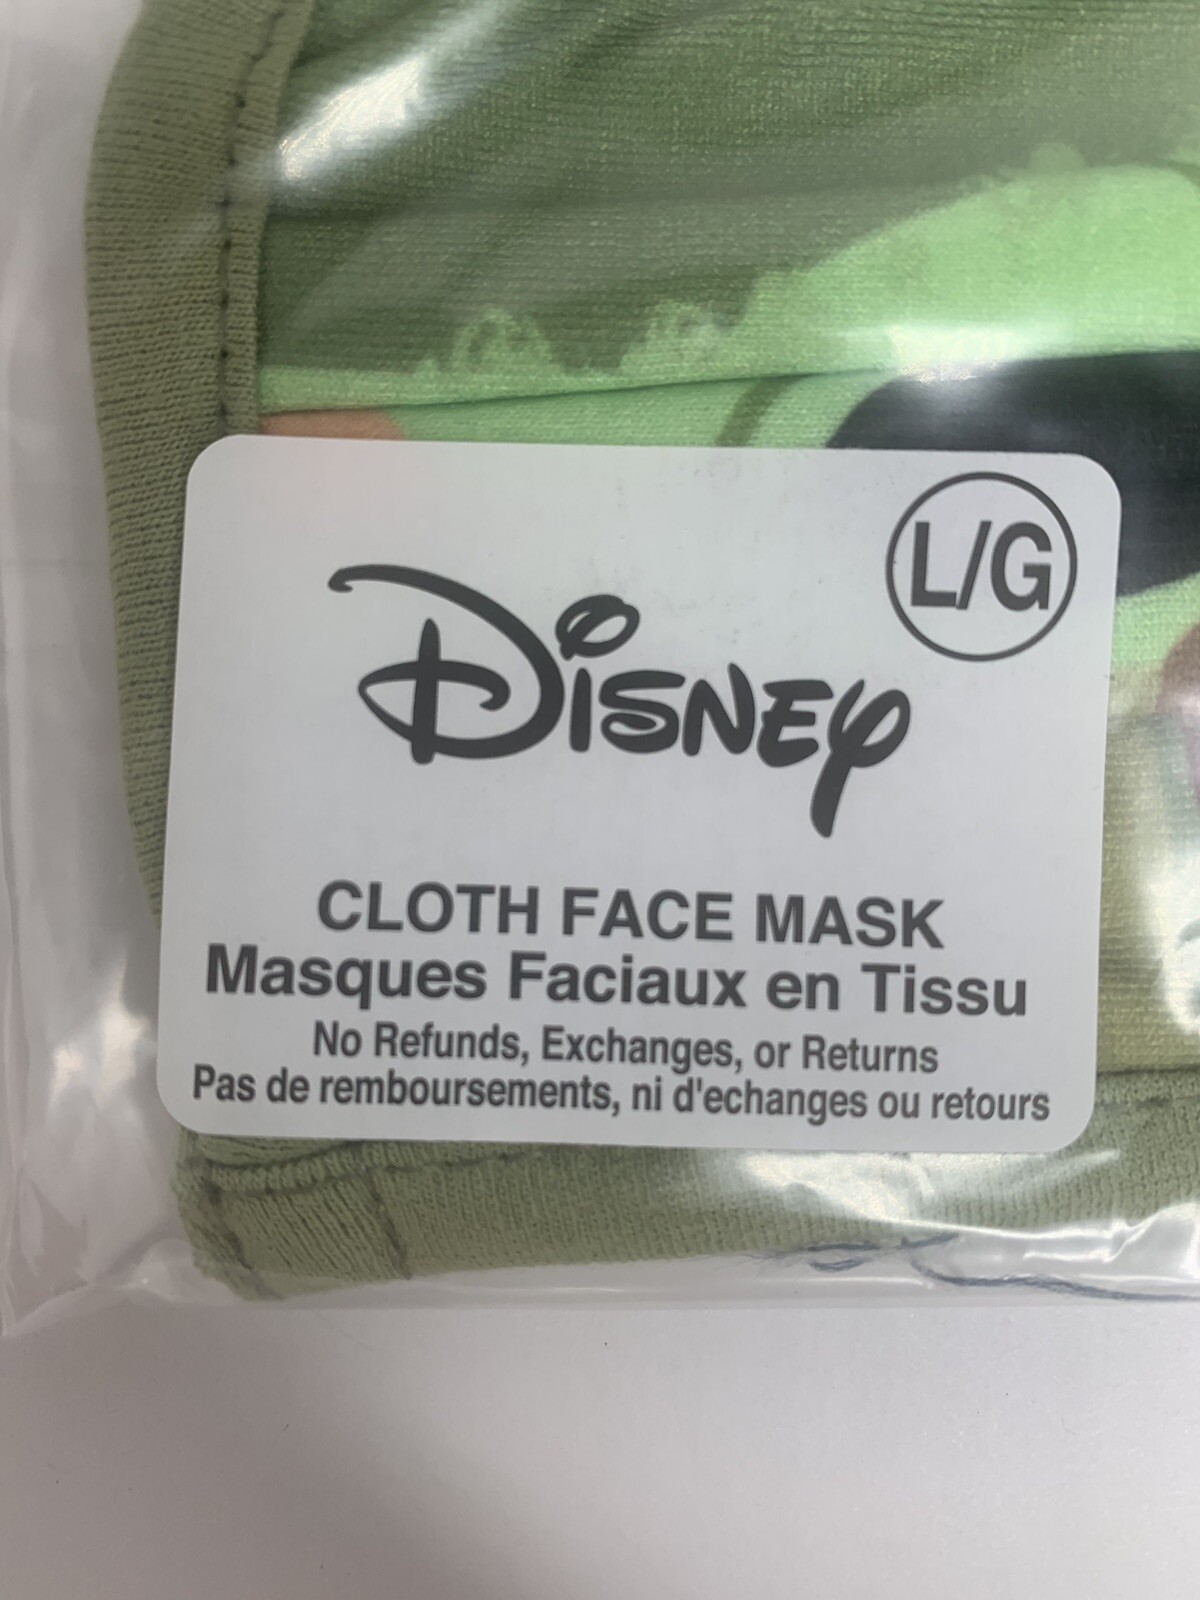 L/G
Disney
CLOTH FACE MASK
Masques Faciaux en Tissu
No Refunds, Exchanges, or Returns
Pas de remboursements, ni d'echanges ou retours